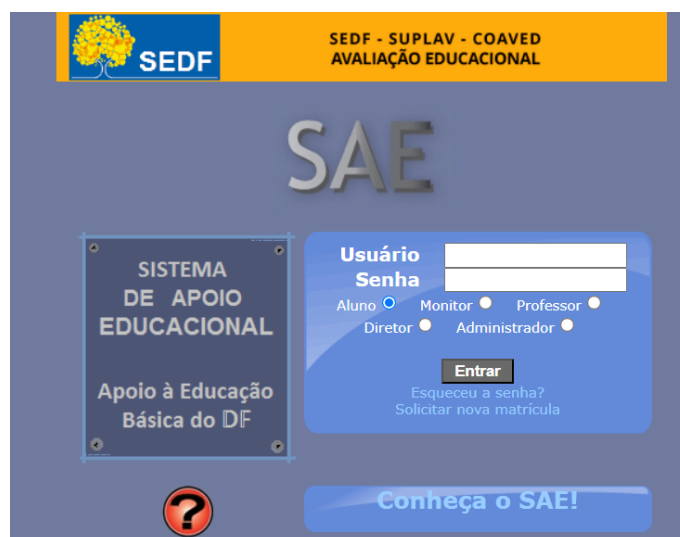 SEDF
SEDF - SUPLAV - COAVED
AVALIAÇÃO EDUCACIONAL
SAE
SISTEMA
DE APOIO
EDUCACIONAL
Apoio à Educação
Básica do DF
Usuário
Senha
Aluno Monitor Professor
Diretor Administrador
Entrar
Esqueceu a senha?
Solicitar nova matrícula
?
Conheça o SAE!